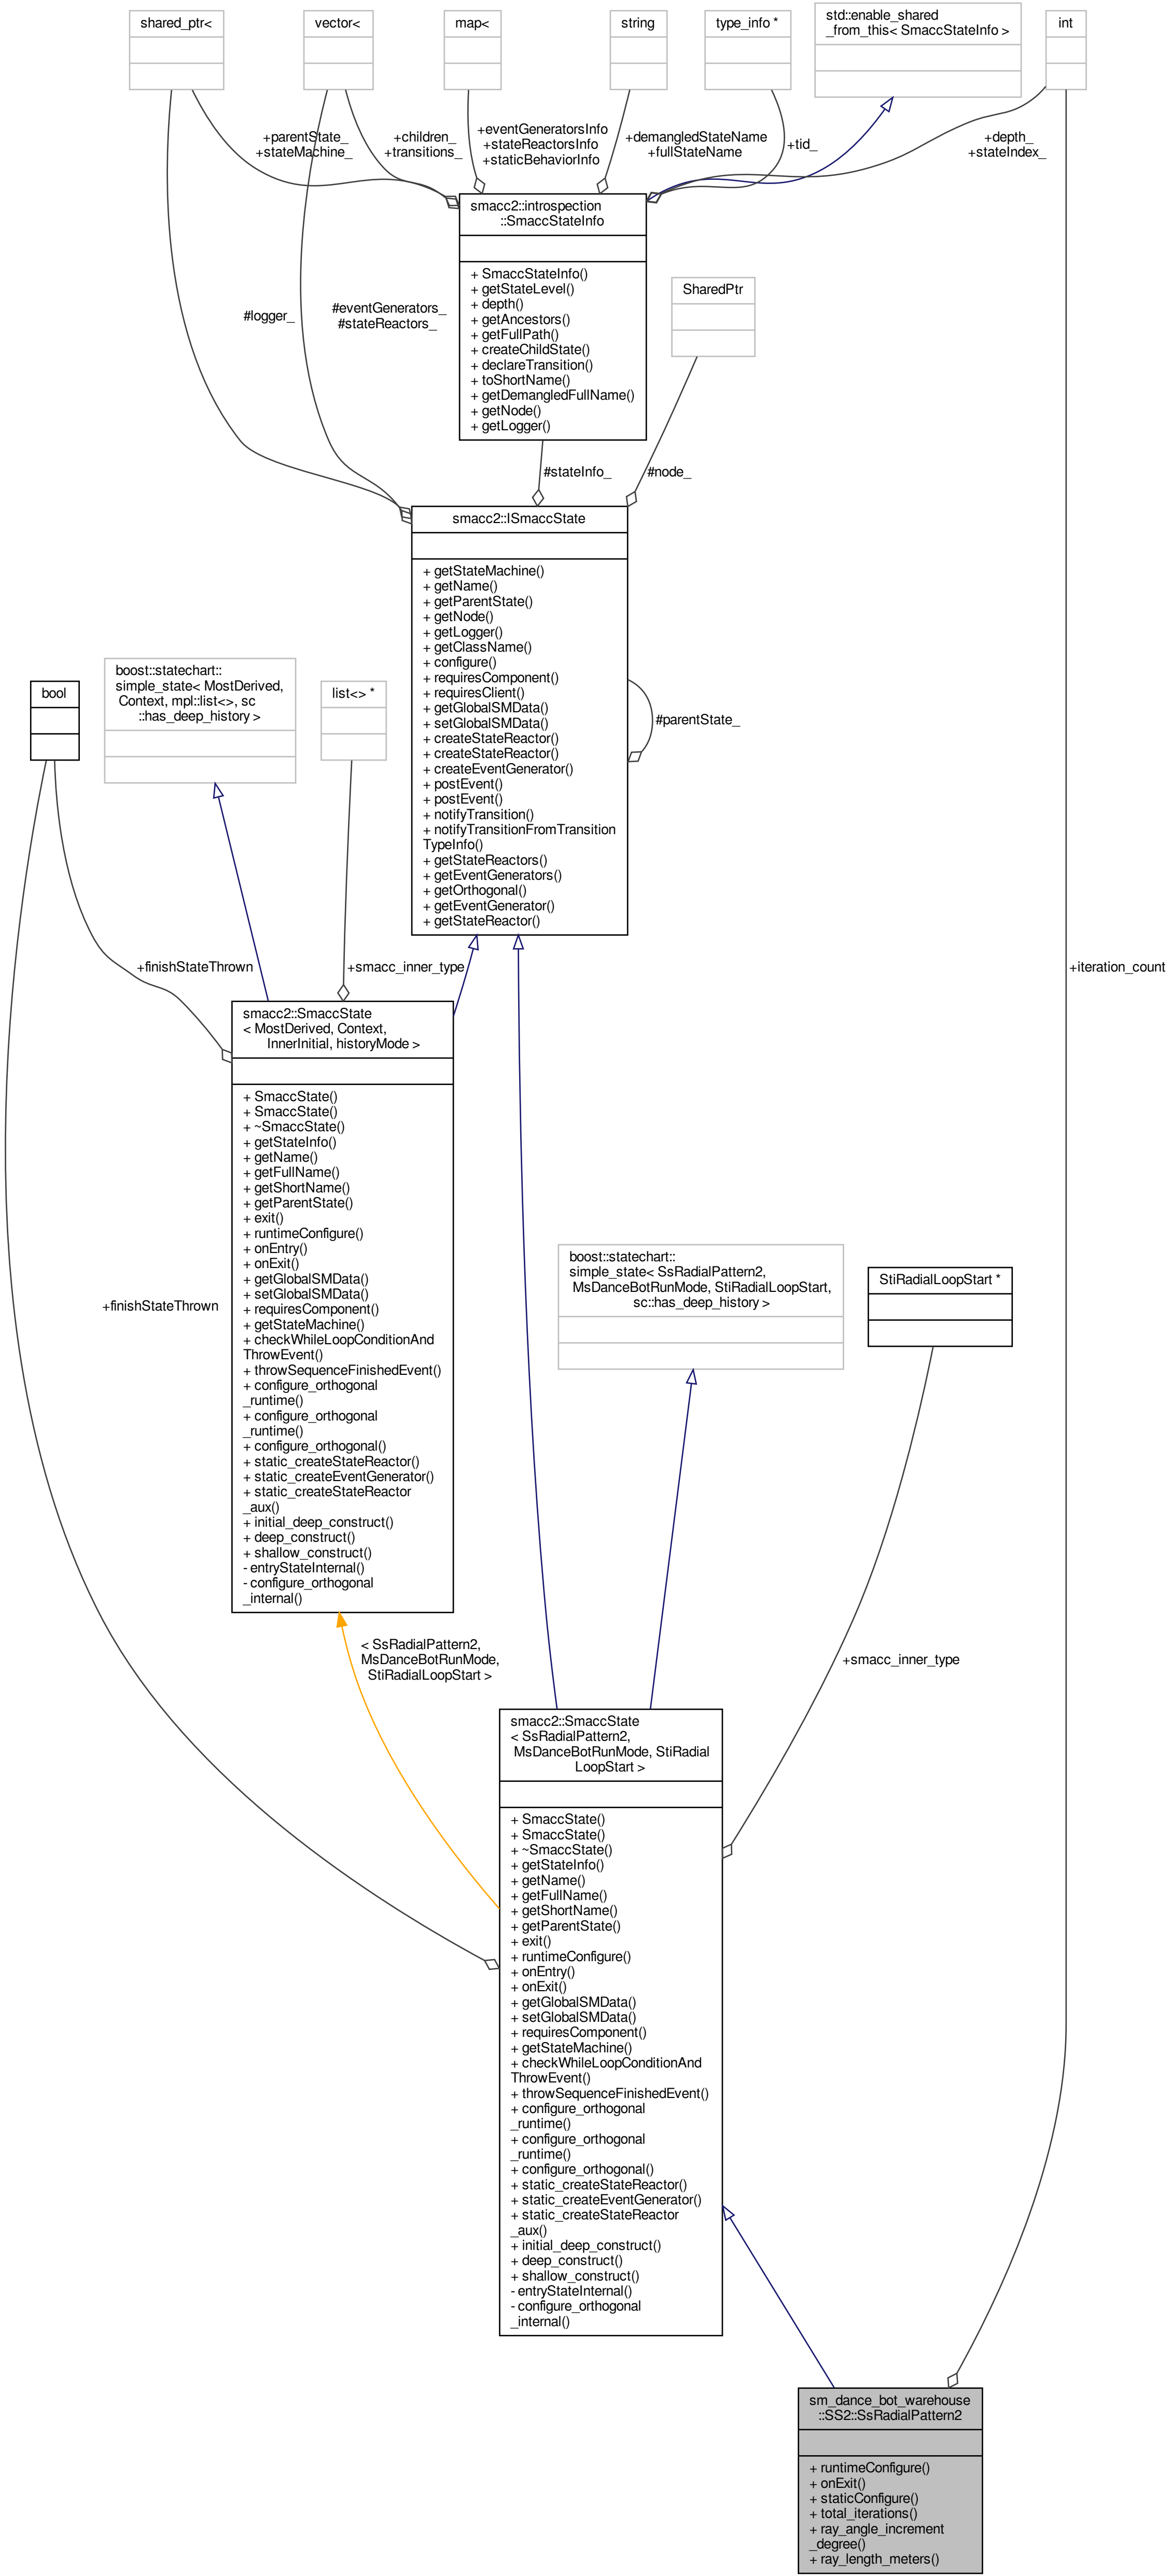 shared_ptr<
vector<
map<
string
type_info *
std::enable_shared
_from_this< SmaccStateInfo >
int
+parentState_
+stateMachine_
+children_
+transitions_
+eventGeneratorsInfo
+stateReactorsInfo
+staticBehaviorInfo
+demangledStateName
+fullStateName
+tid_
+depth_
+stateIndex_
smacc2::introspection
::SmaccStateInfo
+ SmaccStateInfo()
+ getStateLevel()
+ depth()
+ getAncestors()
+ getFullPath()
+ createChildState()
+ declareTransition()
+ toShortName()
+ getDemangledFullName()
+ getNode()
+ getLogger()
SharedPtr
#logger_
#eventGenerators_
#stateReactors_
#stateInfo_
#node_
smacc2::ISmaccState
+ getStateMachine()
+ getName()
+ getParentState()
+ getNode()
+ getLogger()
+ getClassName()
+ configure()
+ requiresComponent()
+ requiresClient()
+ getGlobalSMData()
+ setGlobalSMData()
+ createStateReactor()
+ createStateReactor()
+ createEventGenerator()
+ postEvent()
+ postEvent()
+ notifyTransition()
+ notifyTransitionFromTransition
TypeInfo()
+ getStateReactors()
+ getEventGenerators()
+ getOrthogonal()
+ getEventGenerator()
+ getStateReactor()
#parentState_
bool
boost::statechart::
simple_state< MostDerived,
Context, mpl::list<>, sc
::has_deep_history >
list<> *
+finishStateThrown
+smacc_inner_type
+iteration_count
smacc2::SmaccState
< MostDerived, Context,
InnerInitial, historyMode >
+ SmaccState()
+ SmaccState()
+ ~SmaccState()
+ getStateInfo()
+ getName()
+ getFullName()
+ getShortName()
+ getParentState()
+ exit()
+ runtimeConfigure()
+ onEntry()
+ onExit()
+ getGlobalSMData()
+ setGlobalSMData()
+ requiresComponent()
+ getStateMachine()
+ checkWhileLoopConditionAnd
ThrowEvent()
+ throwSequenceFinishedEvent()
+ configure_orthogonal
_runtime()
+ configure_orthogonal
_runtime()
+ configure_orthogonal()
+ static_createStateReactor()
+ static_createEventGenerator()
+ static_createStateReactor
_aux()
+ initial_deep_construct()
+ deep_construct()
+ shallow_construct()
- entryStateInternal()
- configure_orthogonal
_internal()
boost::statechart::
simple_state< SsRadialPattern2,
MsDanceBotRunMode, StiRadialLoopStart,
sc::has_deep_history >
StiRadialLoopStart *
+finishStateThrown
< SsRadialPattern2,
MsDanceBotRunMode,
StiRadialLoopStart >
+smacc_inner_type
smacc2::SmaccState
< SsRadialPattern2,
MsDanceBotRunMode, StiRadial
LoopStart >
+ SmaccState()
+ SmaccState()
+ ~SmaccState()
+ getStateInfo()
+ getName()
+ getFullName()
+ getShortName()
+ getParentState()
+ exit()
+ runtimeConfigure()
+ onEntry()
+ onExit()
+ getGlobalSMData()
+ setGlobalSMData()
+ requiresComponent()
+ getStateMachine()
+ checkWhileLoopConditionAnd
ThrowEvent()
+ throwSequenceFinishedEvent()
+ configure_orthogonal
_runtime()
+ configure_orthogonal
_runtime()
+ configure_orthogonal()
+ static_createStateReactor()
+ static_createEventGenerator()
+ static_createStateReactor
_aux()
+ initial_deep_construct()
+ deep_construct()
+ shallow_construct()
- entryStateInternal()
- configure_orthogonal
_internal()
sm_dance_bot_warehouse
::SS2::SsRadialPattern2
+ runtimeConfigure()
+ onExit()
+ staticConfigure()
+ total_iterations()
+ ray_angle_increment
_degree()
+ ray_length_meters()